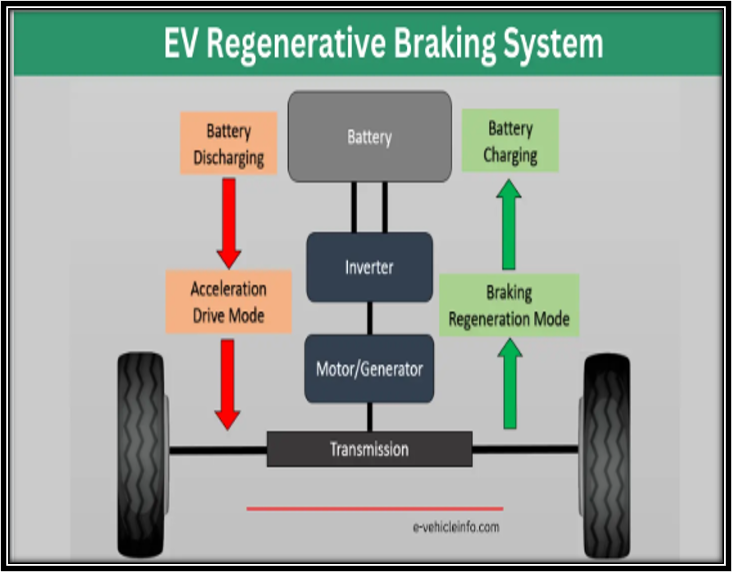 EV Regenerative Braking System
Battery
Discharging
Battery
Battery
Charging
Inverter
Acceleration
Drive Mode
Braking
Regeneration Mode
Motor/Generator
Transmission
e-vehicleinfo.com